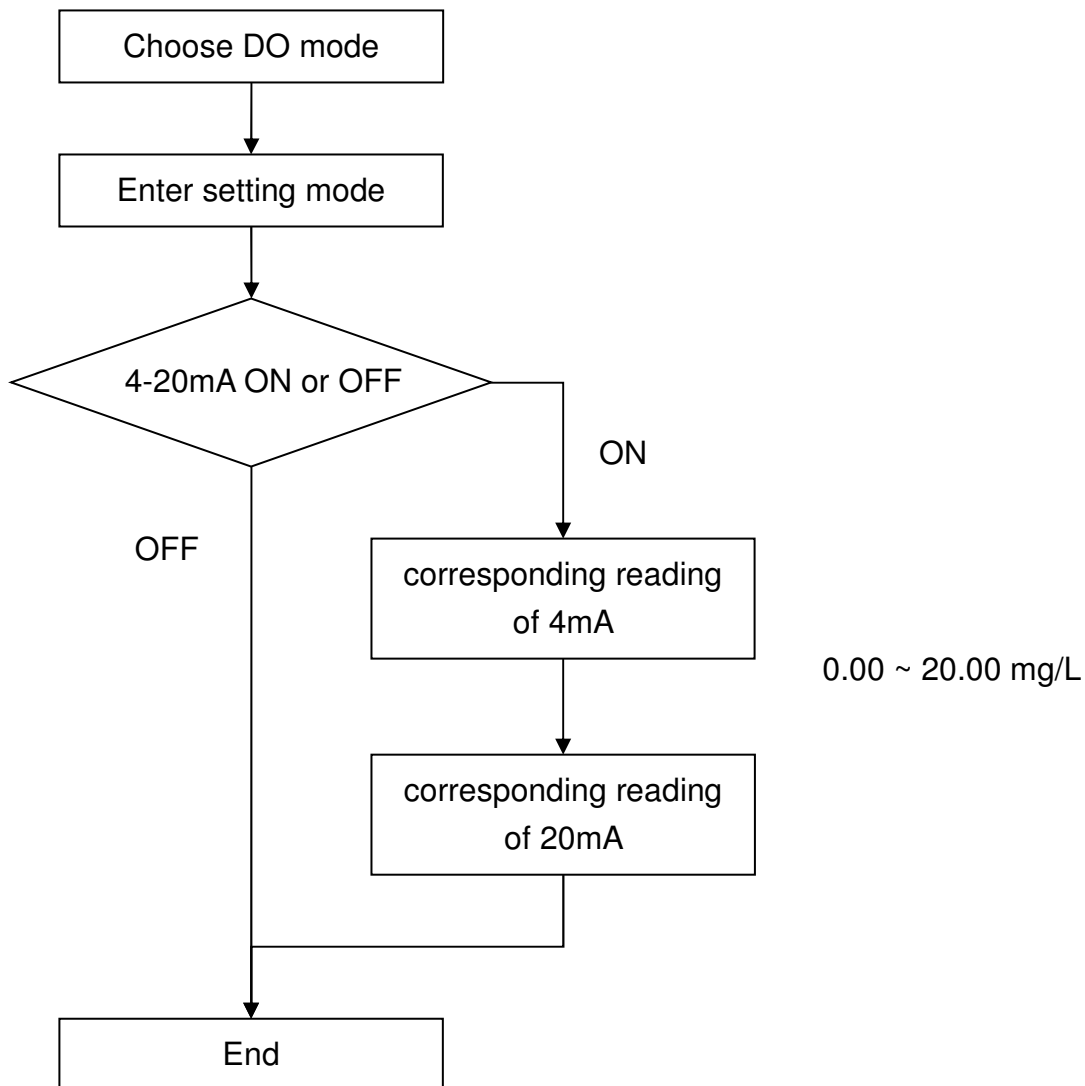 Choose DO mode
Enter setting mode
4-20mA ON or OFF
ON
OFF
corresponding reading
of 4mA
0.00 ~ 20.00 mg/L
corresponding reading
of 20mA
End